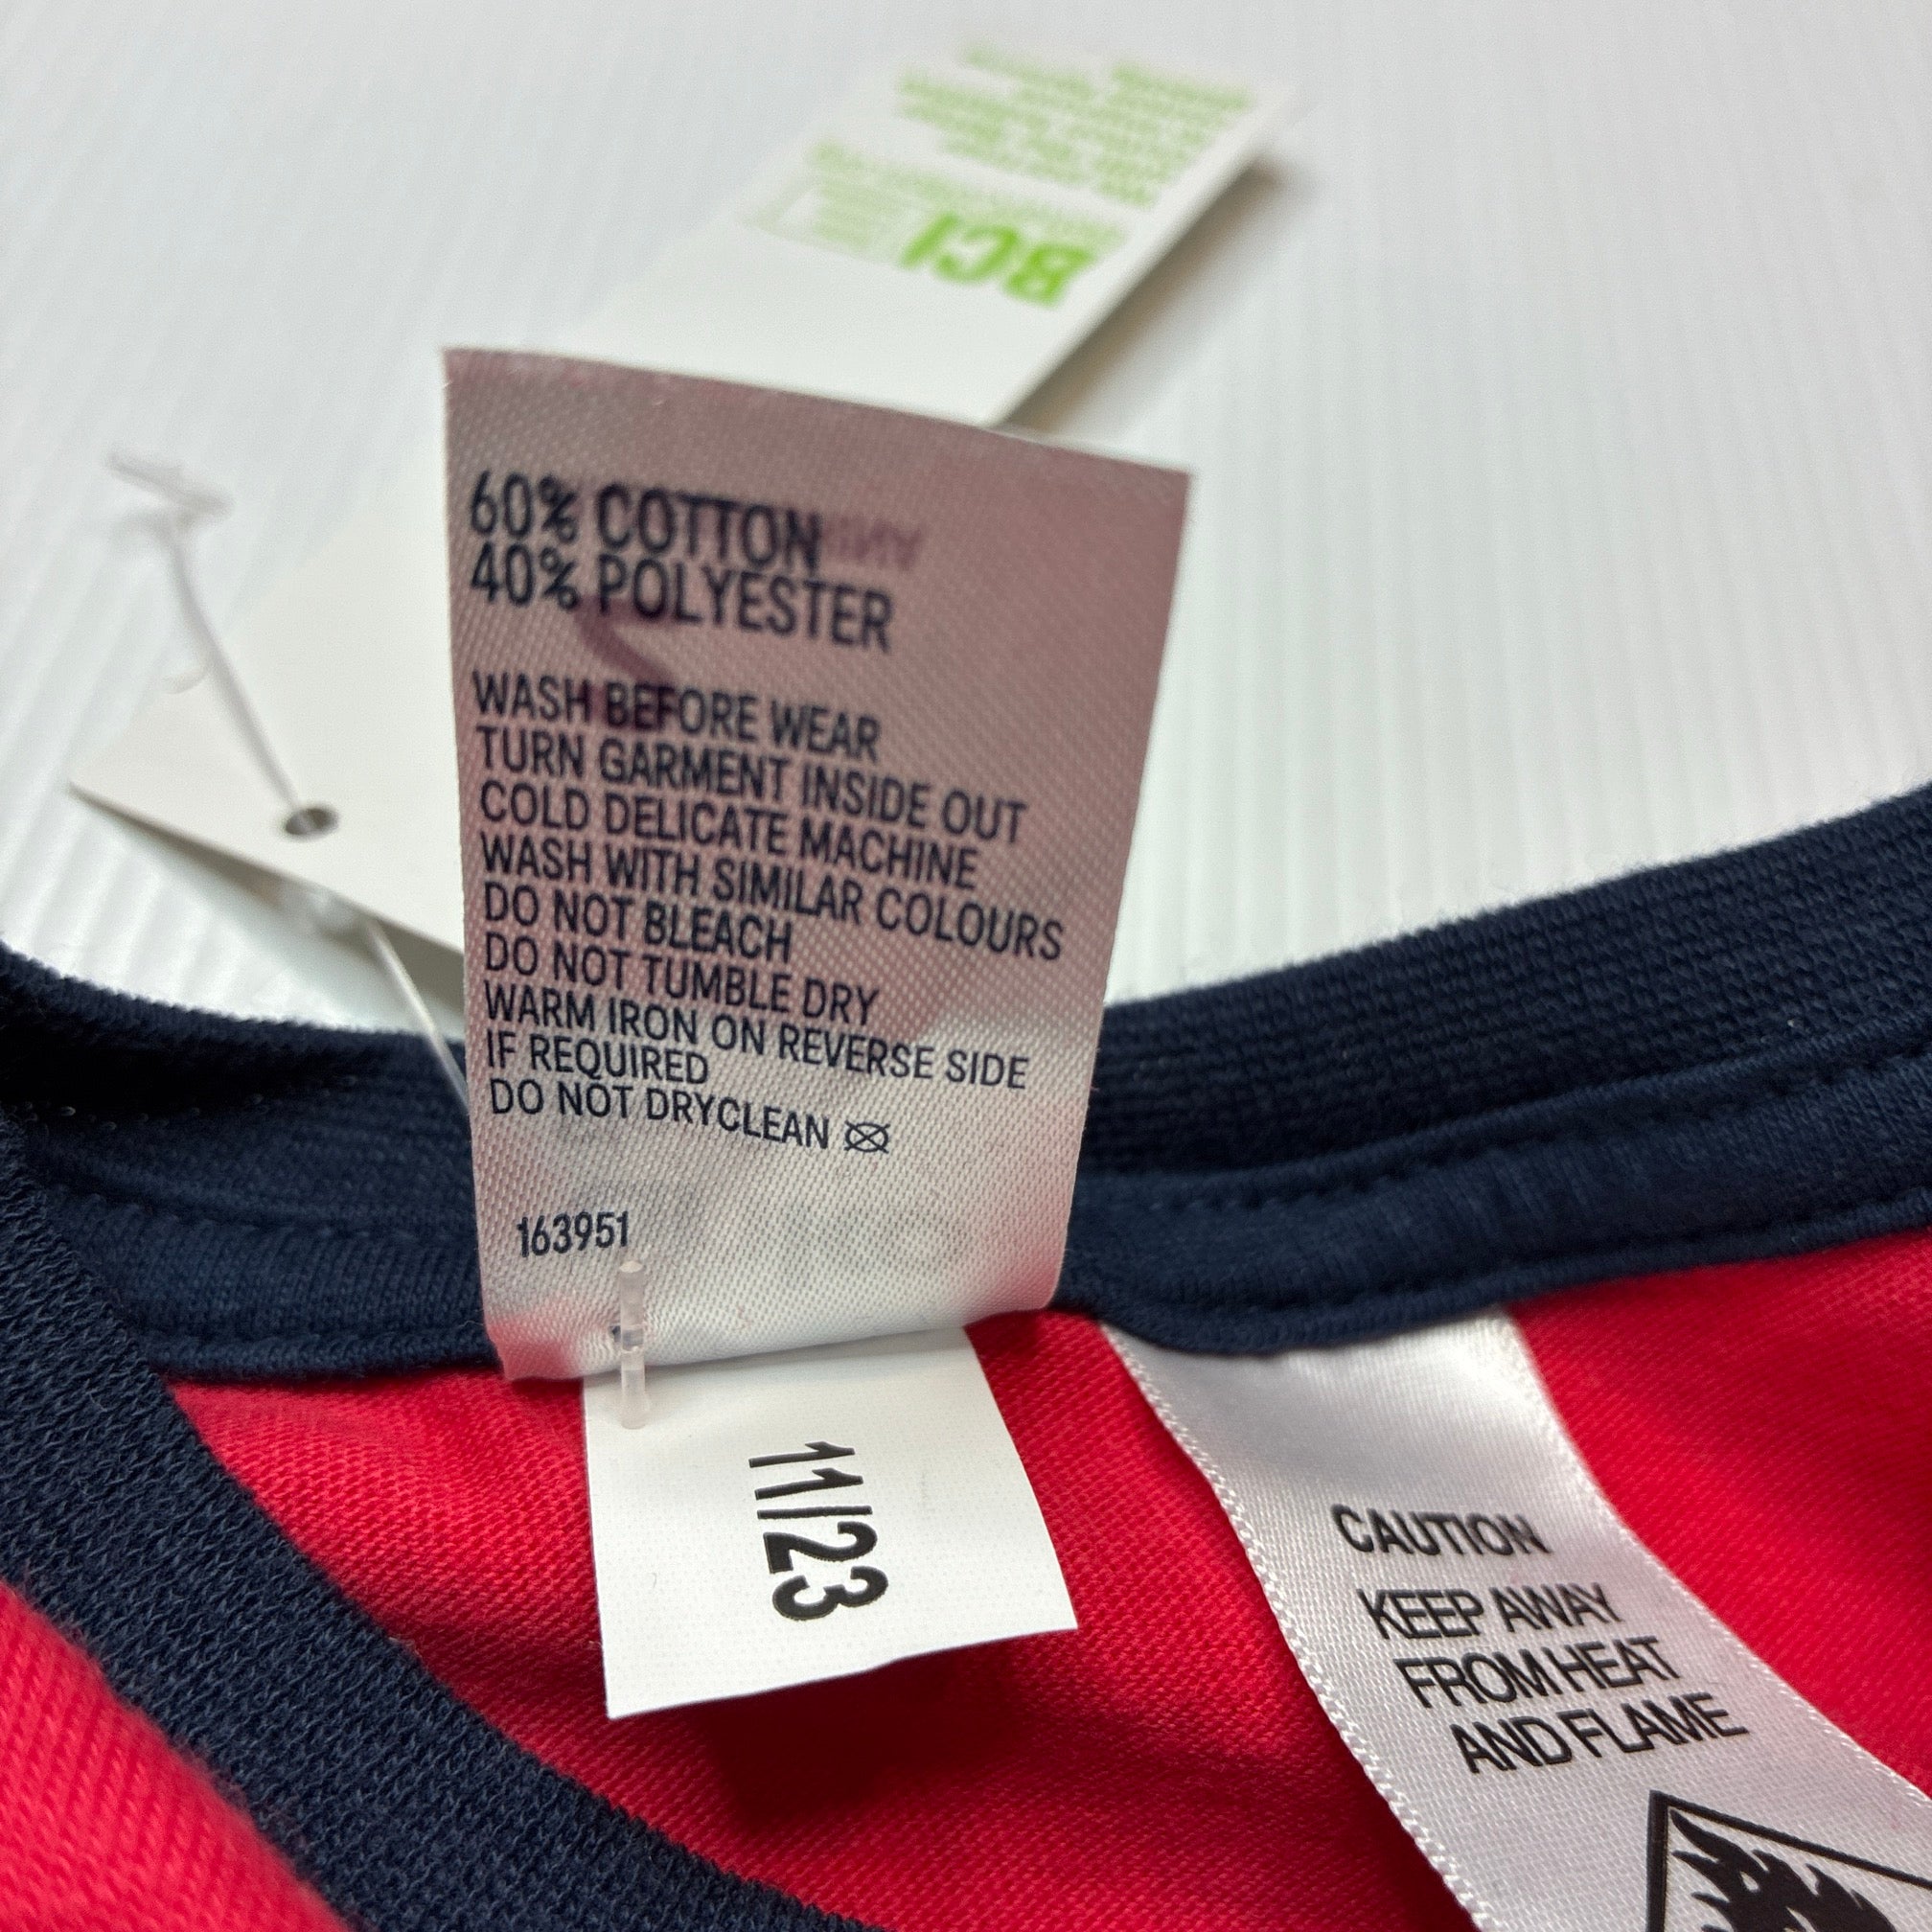 BCI
60% COTTON
40% POLYESTER
WASH BEFORE WEAR
TURN GARMENT INSIDE OUT
COLD DELICATE MACHINE
WASH WITH SIMILAR COLOURS
DO NOT BLEACH
DO NOT TUMBLE DRY
WARM IRON ON REVERSE SIDE
IF REQUIRED
DO NOT DRYCLEAN
163951
11/23
CAUTION
KEEP AWAY
FROM HEAT
AND FLAME